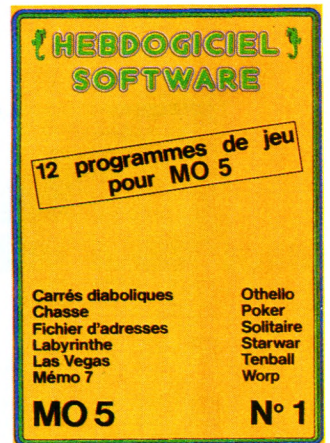 HEBDOGICIEL
SOFTWARE
12 programmes de jeu
pour MO 5
Carrés diaboliques
Chasse
Fichier d'adresses
Labyrinthe
Las Vegas
Mémo 7
Othello
Poker
Solitaire
Starwar
Tenball
Worp
MO 5
N° 1